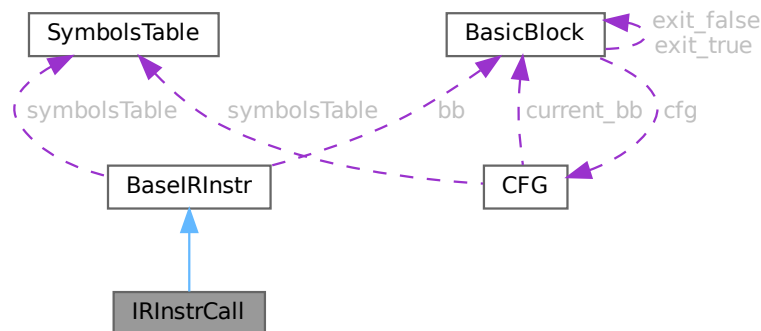 SymbolsTable
BasicBlock
exit_false
exit_true
symbolsTable
symbolsTable
bb
current_bb
cfg
BaseIRInstr
CFG
IRInstrCall